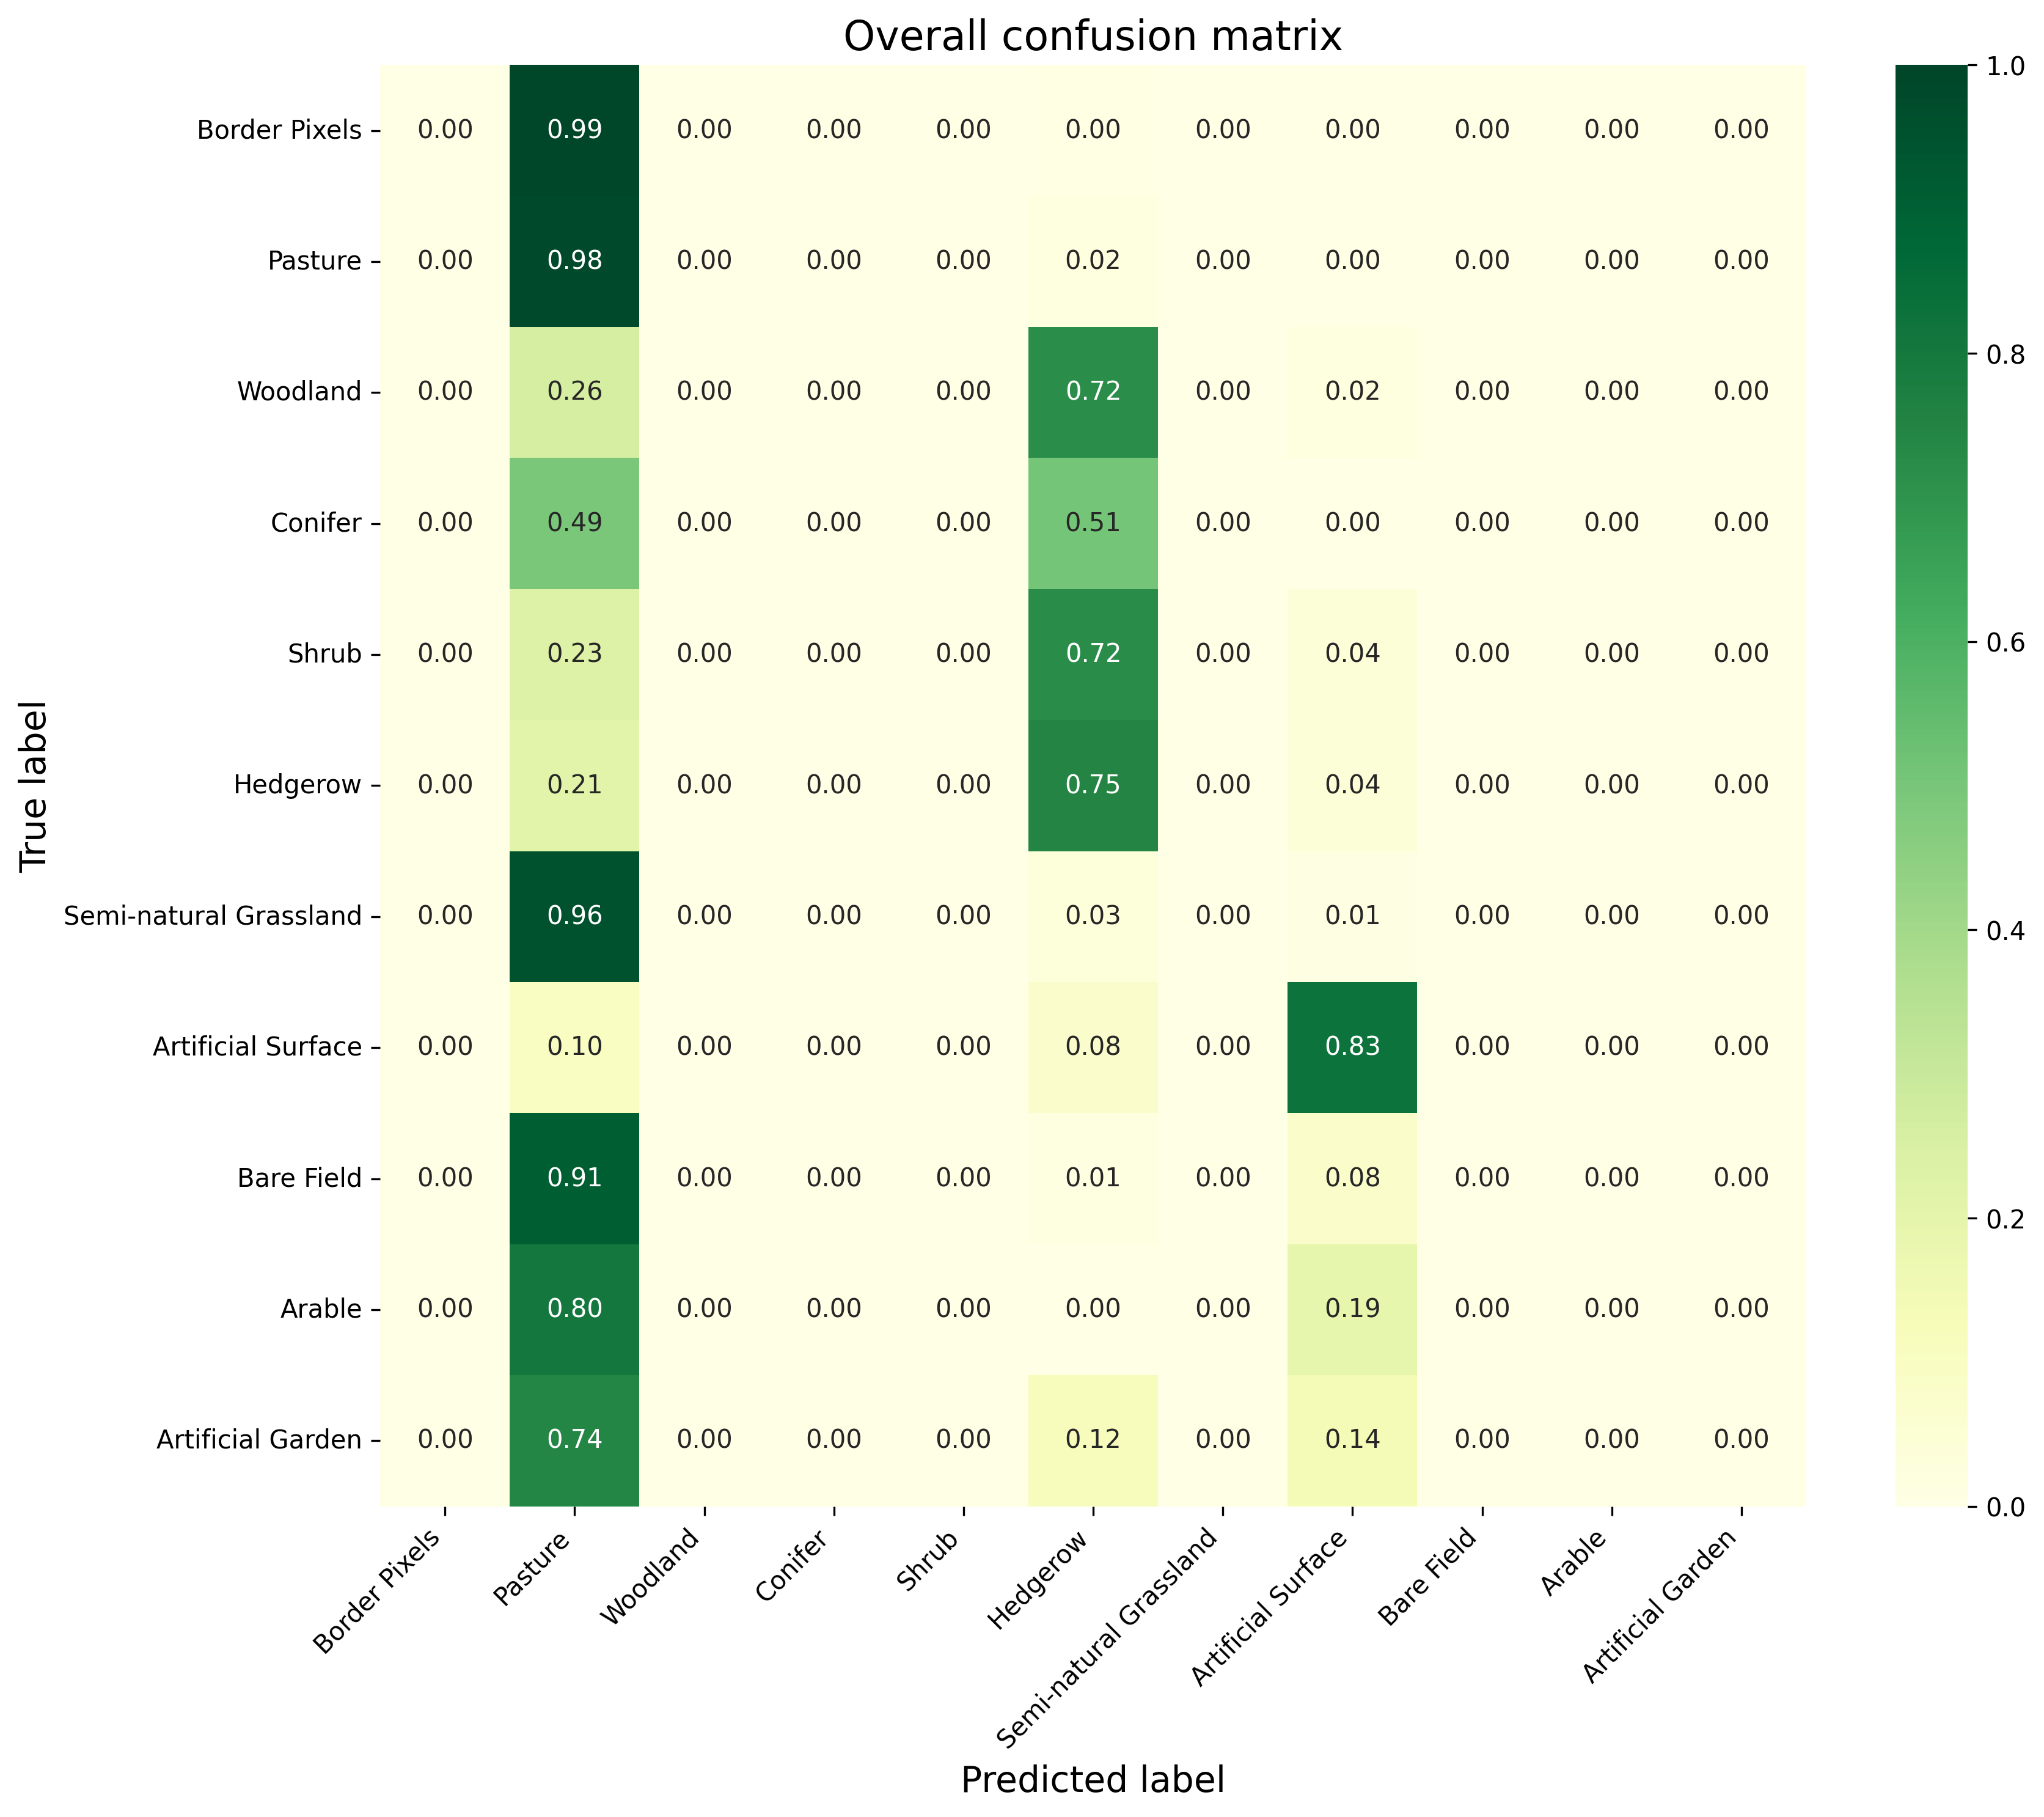 Overall confusion matrix
True label
Border Pixels 0.00 0.99 0.00 0.00 0.00 0.00 0.00 0.00 0.00 0.00 0.00
Pasture 0.00 0.98 0.00 0.00 0.00 0.02 0.00 0.00 0.00 0.00 0.00
Woodland 0.00 0.26 0.00 0.00 0.00 0.72 0.00 0.02 0.00 0.00 0.00
Conifer 0.00 0.49 0.00 0.00 0.00 0.51 0.00 0.00 0.00 0.00 0.00
Shrub 0.00 0.23 0.00 0.00 0.00 0.72 0.00 0.04 0.00 0.00 0.00
Hedgerow 0.00 0.21 0.00 0.00 0.00 0.75 0.00 0.04 0.00 0.00 0.00
Semi-natural Grassland 0.00 0.96 0.00 0.00 0.00 0.03 0.00 0.01 0.00 0.00 0.00
Artificial Surface 0.00 0.10 0.00 0.00 0.00 0.08 0.00 0.83 0.00 0.00 0.00
Bare Field 0.00 0.91 0.00 0.00 0.00 0.01 0.00 0.08 0.00 0.00 0.00
Arable 0.00 0.80 0.00 0.00 0.00 0.00 0.00 0.19 0.00 0.00 0.00
Artificial Garden 0.00 0.74 0.00 0.00 0.00 0.12 0.00 0.14 0.00 0.00 0.00
Border Pixels
Pasture
Woodland
Conifer
Shrub
Hedgerow
Semi-natural Grassland
Artificial Surface
Bare Field
Arable
Artificial Garden
Predicted label
1.0
0.8
0.6
0.4
0.2
0.0